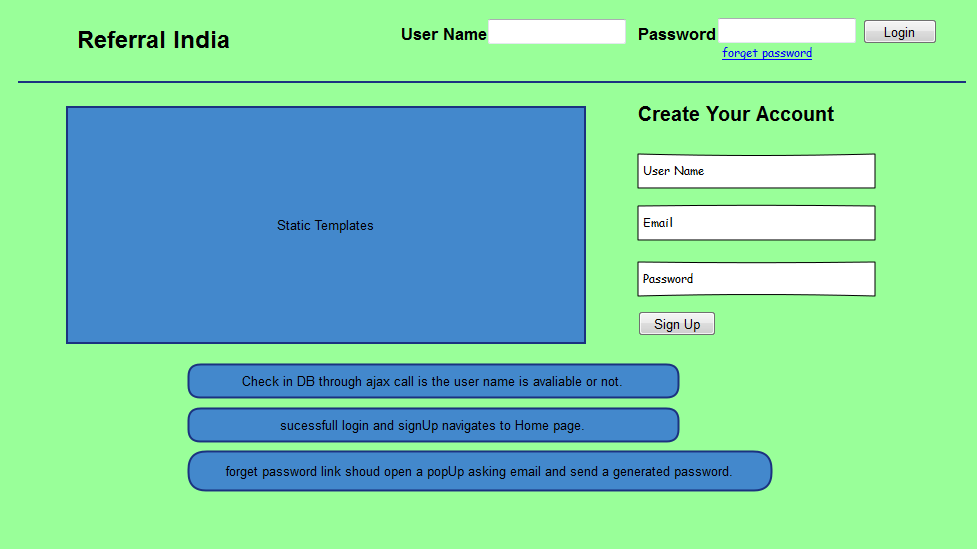 Referral India
User Name
Password
Login
forget password
Create Your Account
User Name
Email
Password
Sign Up
Static Templates
Check in DB through ajax call is the user name is avaliable or not.
sucessfull login and signUp navigates to Home page.
forget password link shoud open a popUp asking email and send a generated password.